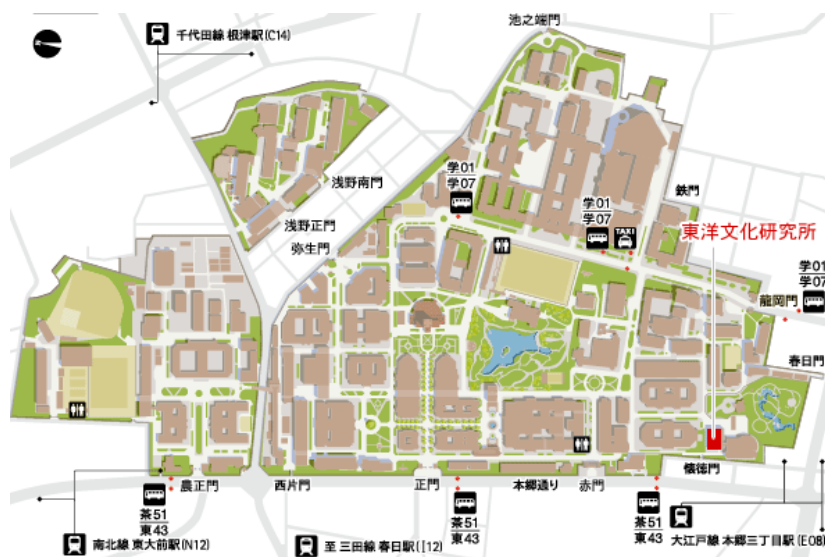 池之端門
千代田線 根津駅(C14)
学01
学07
浅野南門
鉄門
学01
学07
TAXI
浅野正門
東洋文化研究所
弥生門
学01
学07
龍岡門
春日門
懐徳門
農正門
西片門
正門
本郷通り
赤門
茶51
東43
茶51
東43
茶51
東43
南北線 東大前駅(N12)
至 三田線 春日駅(I12)
大江戸線 本郷三丁目駅(E08)